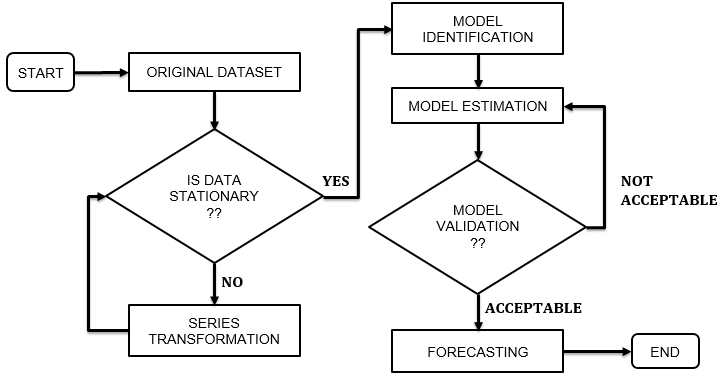 START
ORIGINAL DATASET
IS DATA
STATIONARY
??
YES
NO
SERIES
TRANSFORMATION
MODEL
IDENTIFICATION
MODEL ESTIMATION
MODEL
VALIDATION
??
NOT
ACCEPTABLE
ACCEPTABLE
FORECASTING
END